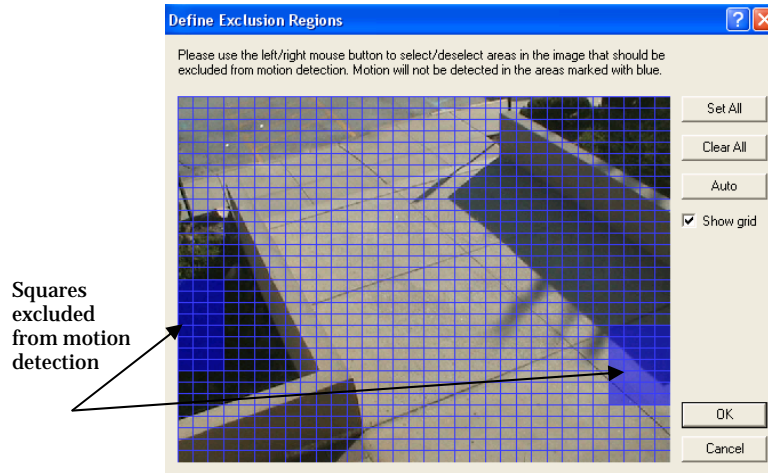 Define Exclusion Regions
Please use the left/right mouse button to select/deselect areas in the image that should be
excluded from motion detection. Motion will not be detected in the areas marked with blue.
Set All
Clear All
Auto
Show grid
Squares
excluded
from motion
detection
OK
Cancel